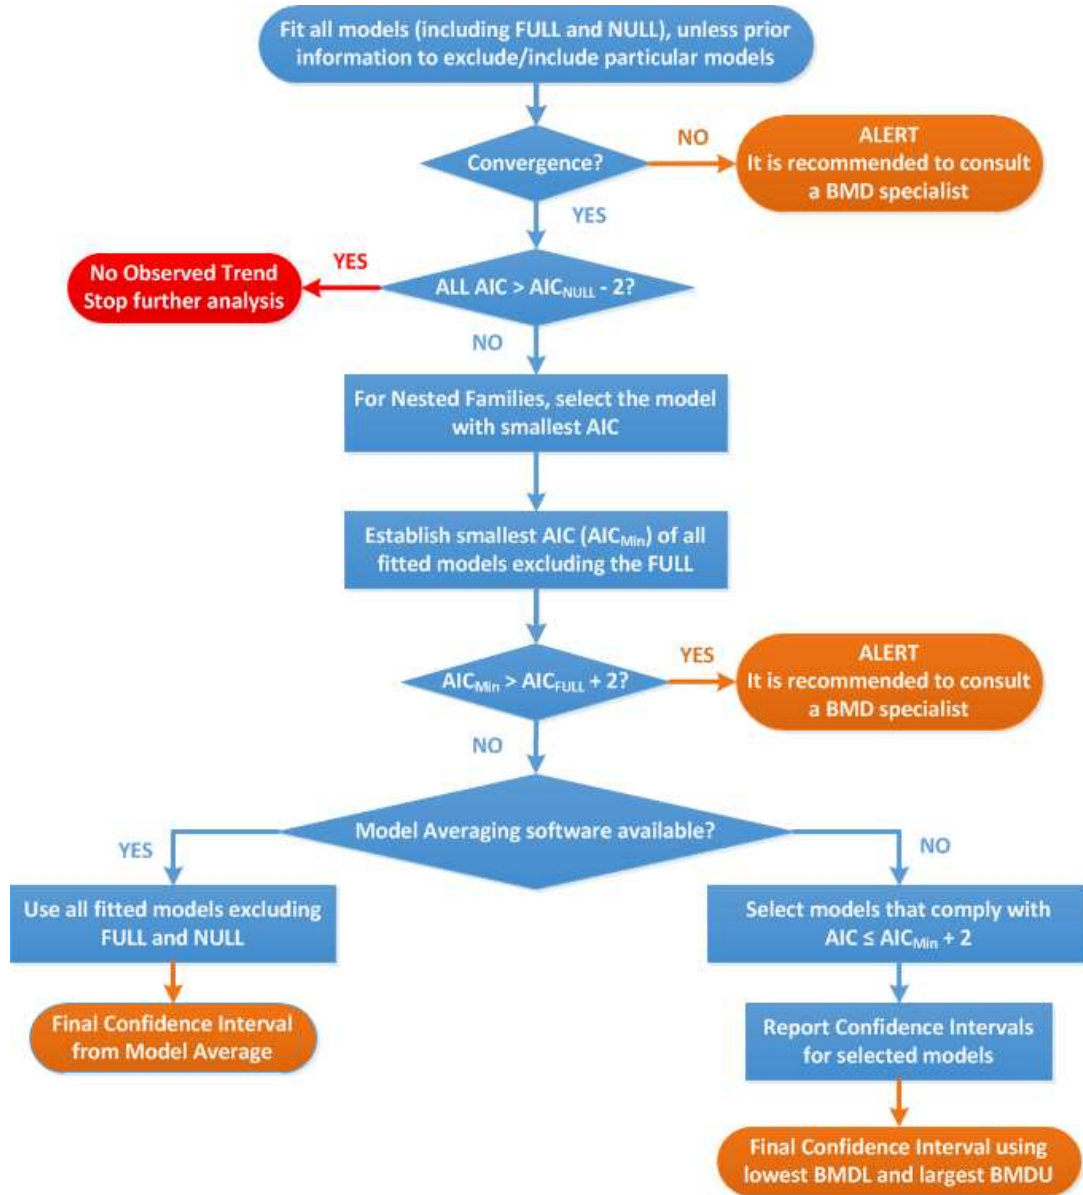 Fit all models (including FULL and NULL), unless prior
information to exclude/include particular models
Convergence?
NO
ALERT
It is recommended to consult
a BMD specialist
YES
ALL AIC > AICNULL - 2?
YES
No Observed Trend
Stop further analysis
NO
For Nested Families, select the model
with smallest AIC
Establish smallest AIC (AICMin) of all
fitted models excluding the FULL
AICMin > AICFULL + 2?
YES
ALERT
It is recommended to consult
a BMD specialist
NO
Model Averaging software available?
YES
Use all fitted models excluding
FULL and NULL
Final Confidence Interval
from Model Average
NO
Select models that comply with
AIC ≤ AICMin + 2
Report Confidence Intervals
for selected models
Final Confidence Interval using
lowest BMDL and largest BMDU